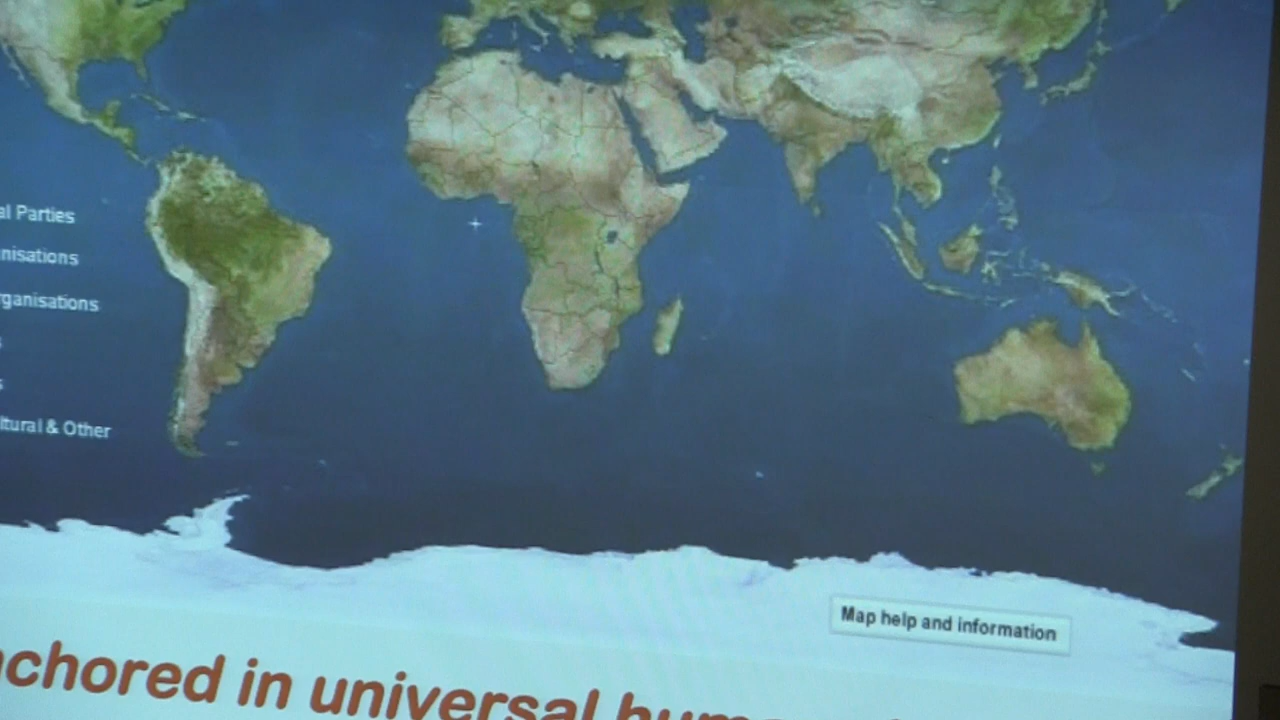 al Parties
nisations
rganisations
s
s
ltural & Other
Map help and information
nchored in universal